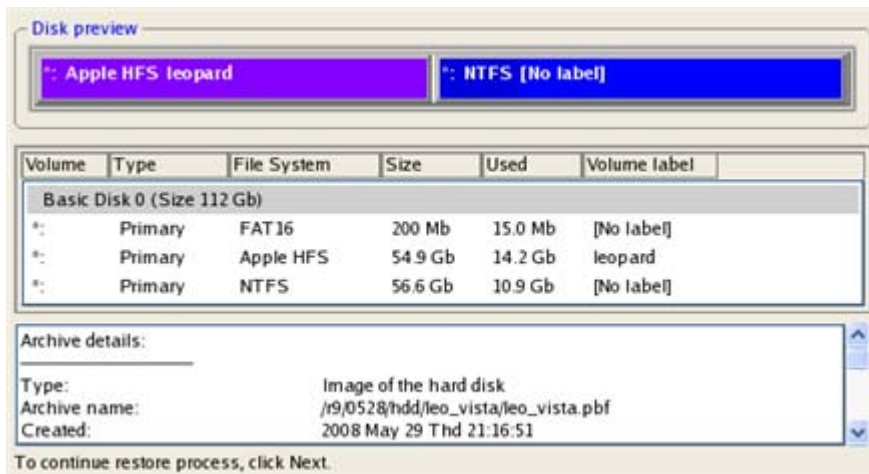 Disk preview
*: Apple HFS leopard *: NTFS [No label]
Volume Type File System Size Used Volume label
Basic Disk 0 (Size 112 Gb)
*: Primary FAT16 200 Mb 15.0 Mb [No label]
*: Primary Apple HFS 54.9 Gb 14.2 Gb leopard
*: Primary NTFS 56.6 Gb 10.9 Gb [No label]
Archive details:
Type: Image of the hard disk
Archive name: /r9/0528/hdd/leo_vista/leo_vista.pbf
Created: 2008 May 29 Thd 21:16:51
To continue restore process, click Next.